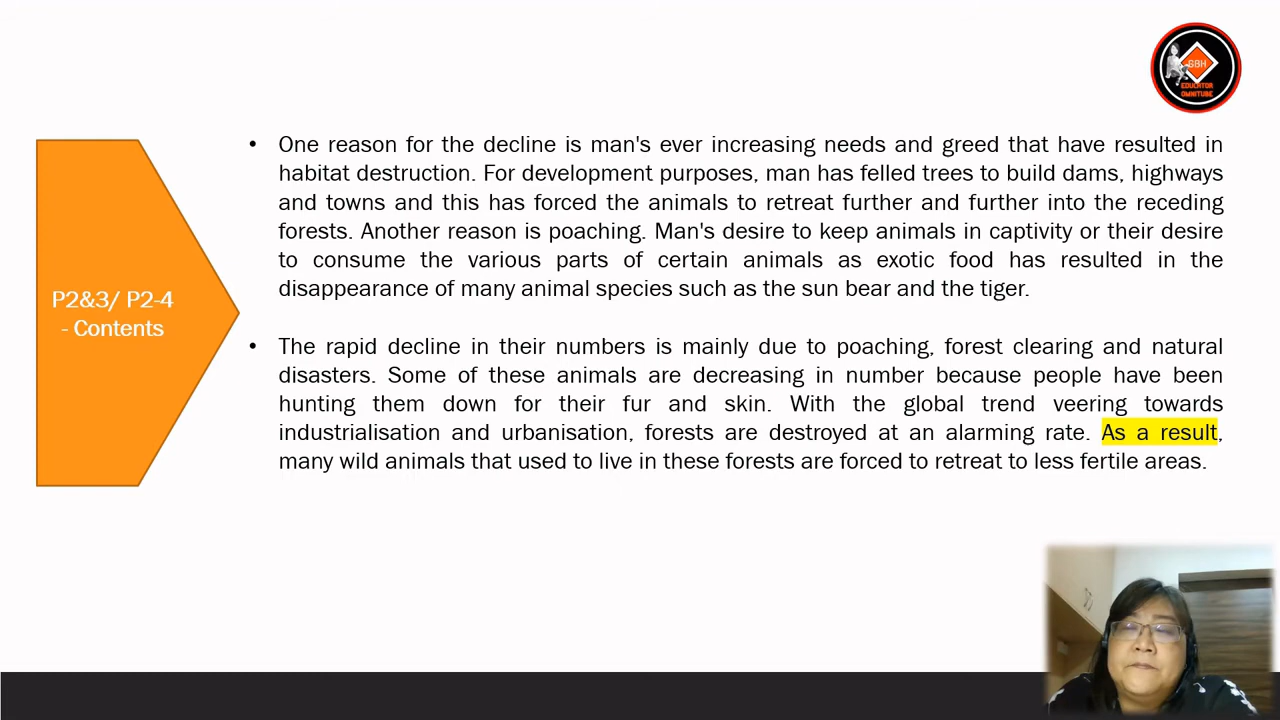 SBH
EDUCATOR
OMNITUBE
One reason for the decline is man's ever increasing needs and greed that have resulted in
habitat destruction. For development purposes, man has felled trees to build dams, highways
and towns and this has forced the animals to retreat further and further into the receding
forests. Another reason is poaching. Man's desire to keep animals in captivity or their desire
to consume the various parts of certain animals as exotic food has resulted in the
disappearance of many animal species such as the sun bear and the tiger.
P2&3/ P2-4
- Contents
The rapid decline in their numbers is mainly due to poaching, forest clearing and natural
disasters. Some of these animals are decreasing in number because people have been
hunting them down for their fur and skin. With the global trend veering towards
industrialisation and urbanisation, forests are destroyed at an alarming rate. As a result,
many wild animals that used to live in these forests are forced to retreat to less fertile areas.